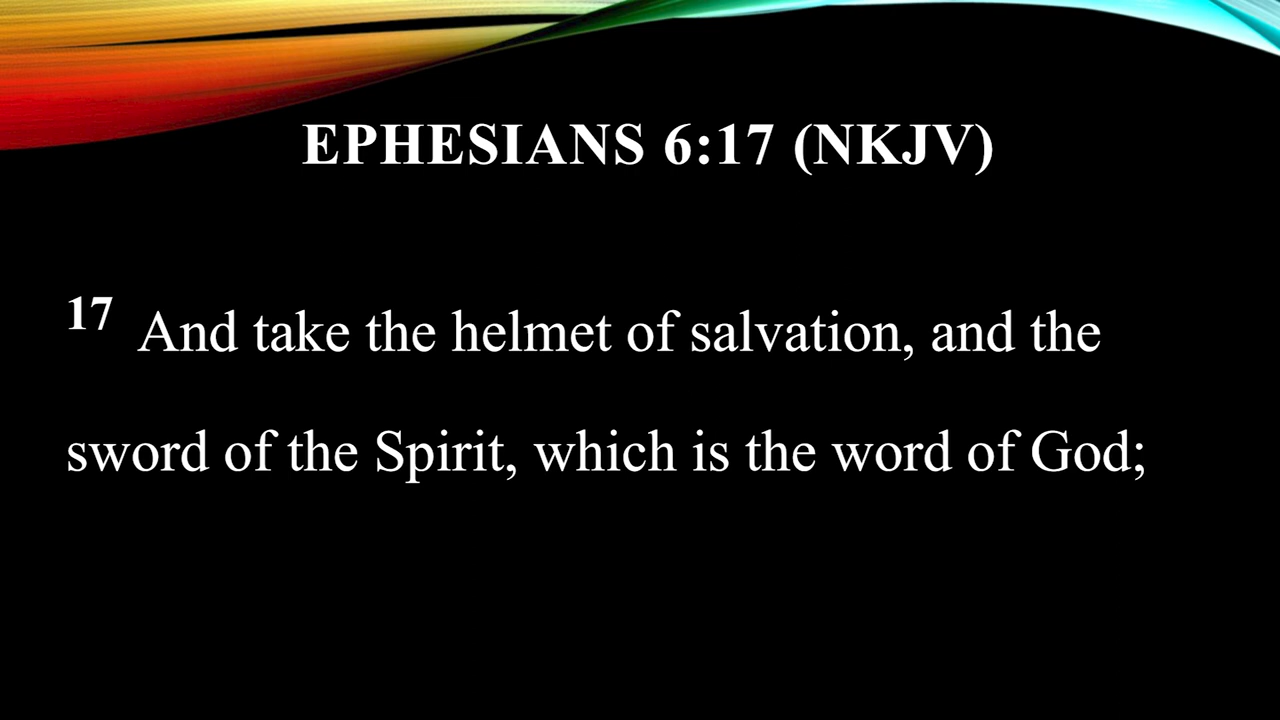 EPHESIANS 6:17 (NKJV)
17 And take the helmet of salvation, and the
sword of the Spirit, which is the word of God;